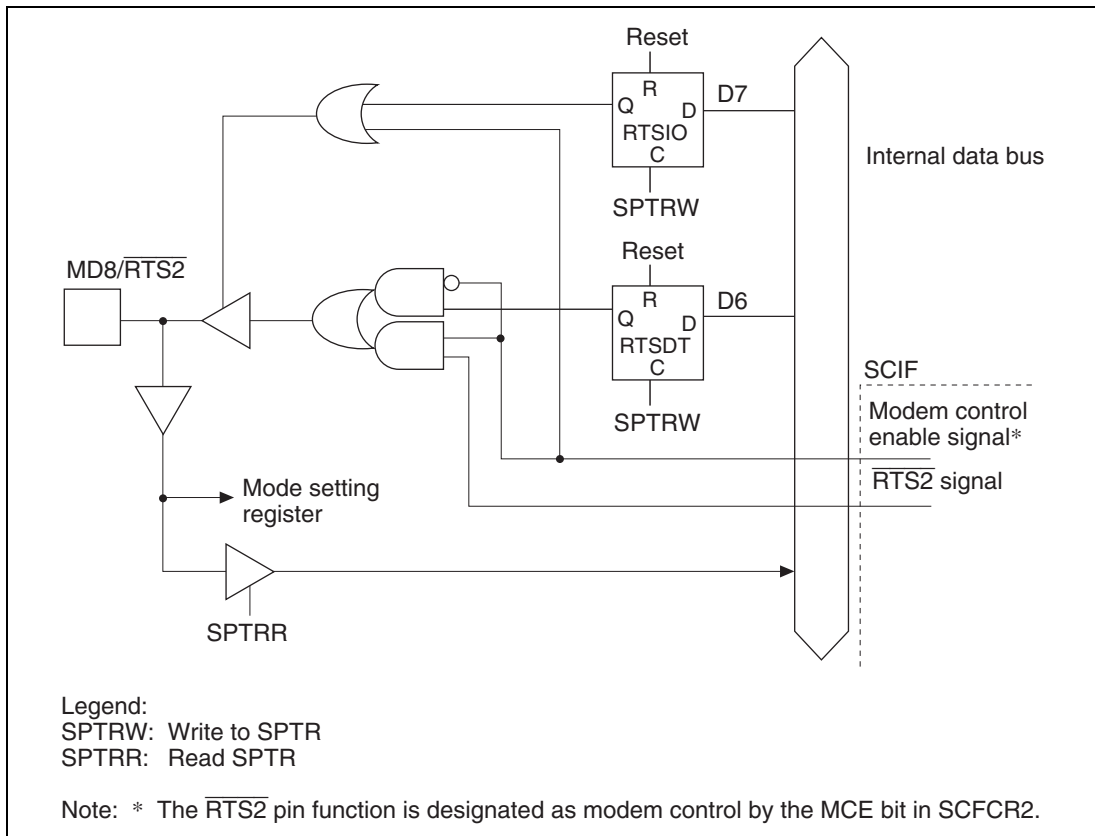 Reset
R
Q
D
RTSIO
C
D7
SPTRW
Internal data bus
Reset
R
Q
D
RTSDT
C
D6
SPTRW
MD8/RTS2
SCIF
Modem control
enable signal*
RTS2 signal
Mode setting
register
SPTRR
Legend:
SPTRW: Write to SPTR
SPTRR: Read SPTR
Note: * The RTS2 pin function is designated as modem control by the MCE bit in SCFCR2.